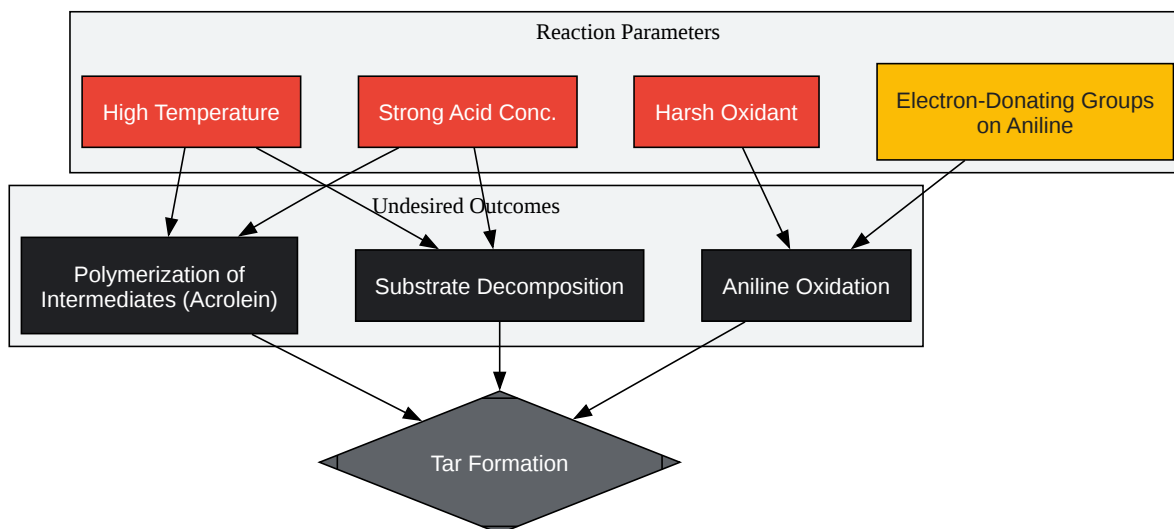 Reaction Parameters
High Temperature
Strong Acid Conc.
Harsh Oxidant
Electron-Donating Groups
on Aniline
Undesired Outcomes
Polymerization of
Intermediates (Acrolein)
Substrate Decomposition
Aniline Oxidation
Tar Formation